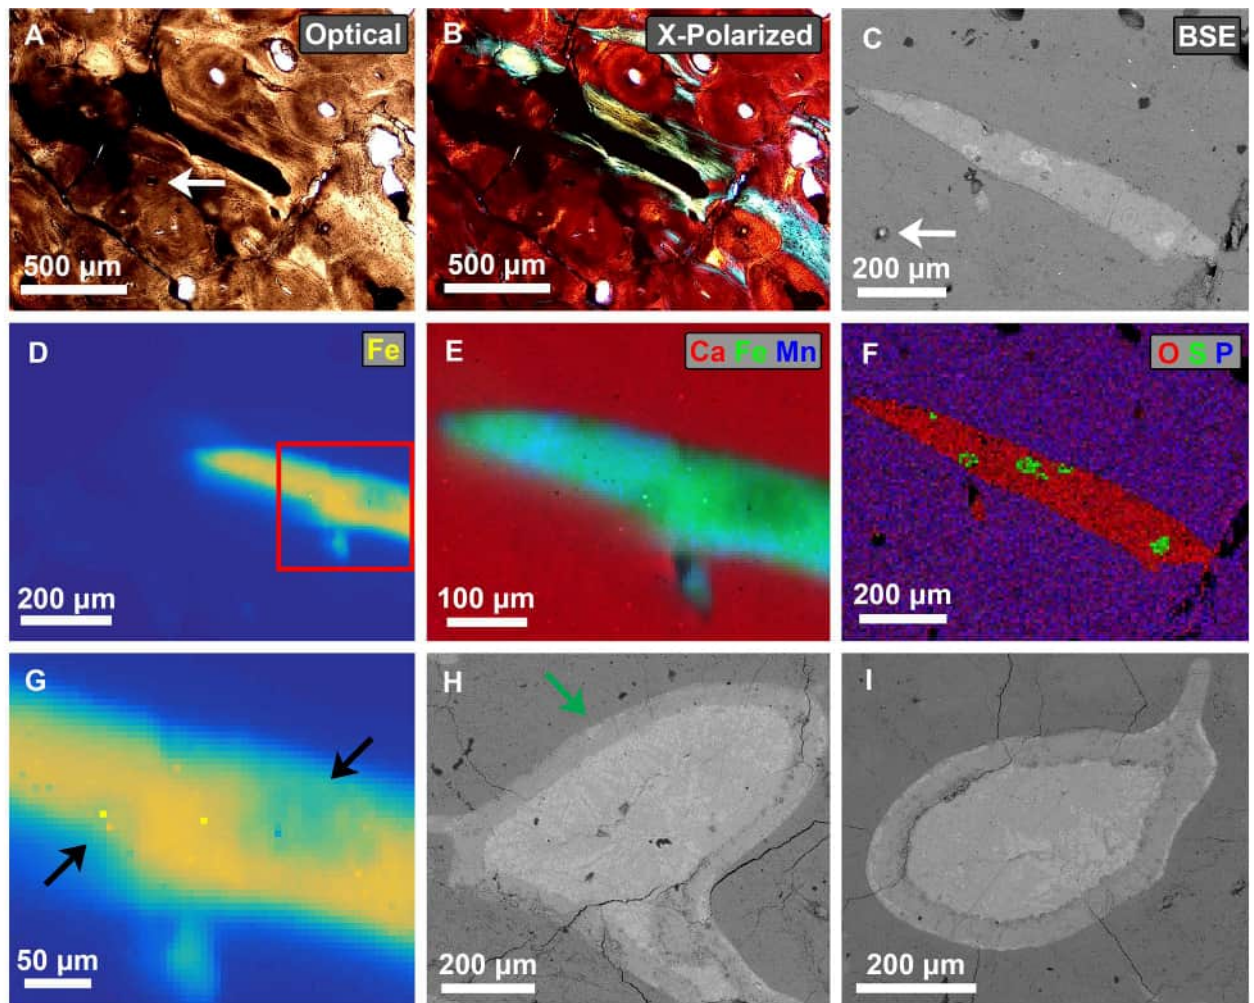 A Optical
500 µm
B X-Polarized
500 µm
C BSE
200 µm
D Fe
200 µm
E Ca Fe Mn
100 µm
F O S P
200 µm
G
50 µm
H
200 µm
I
200 µm